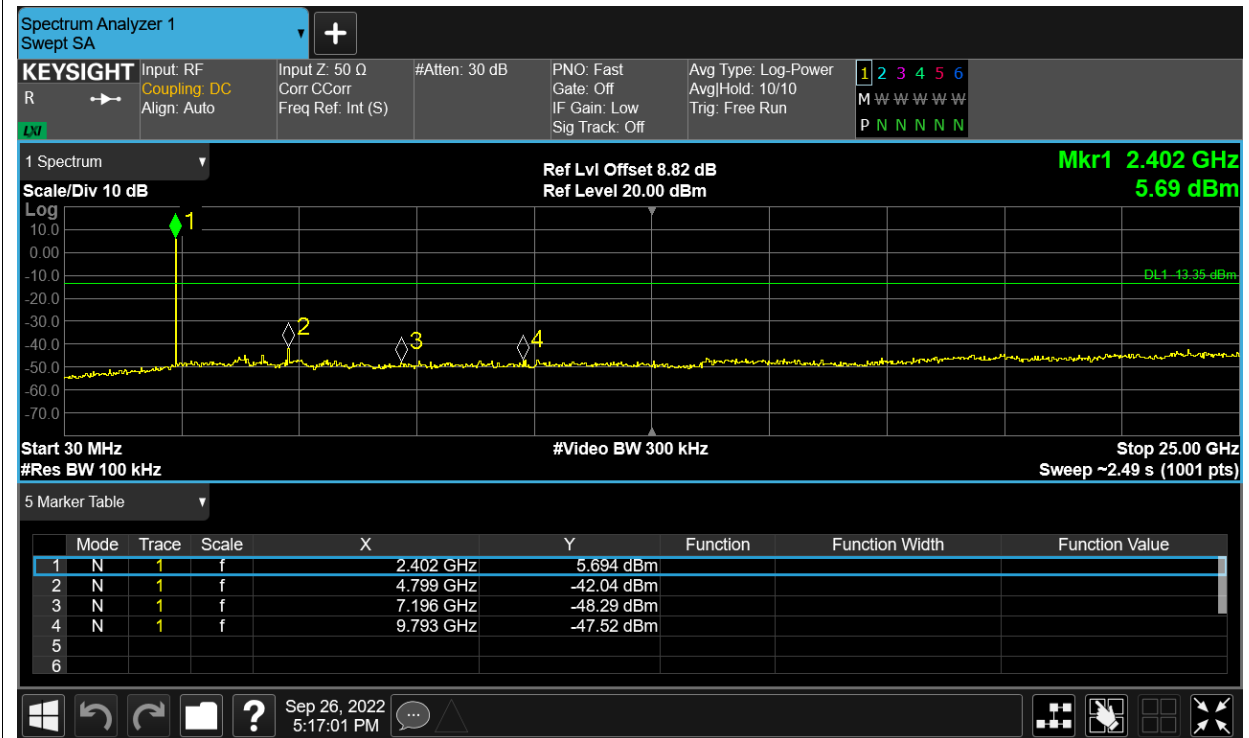 Spectrum Analyzer 1
Swept SA
+
KEYSIGHT
R
LXI
Input: RF
Coupling: DC
Align: Auto
Input Z: 50 Ω
Corr CCorr
Freq Ref: Int (S)
#Atten: 30 dB
PNO: Fast
Gate: Off
IF Gain: Low
Sig Track: Off
Avg Type: Log-Power
Avg|Hold: 10/10
Trig: Free Run
1 2 3 4 5 6
M W W W W W
P N N N N N
1 Spectrum
Scale/Div 10 dB
Ref Lvl Offset 8.82 dB
Ref Level 20.00 dBm
Mkr1 2.402 GHz
5.69 dBm
Log
10.0
0.00
-10.0
-20.0
-30.0
-40.0
-50.0
-60.0
-70.0
1
2
3
4
DL1 -13.35 dBm
Start 30 MHz
#Res BW 100 kHz
#Video BW 300 kHz
Stop 25.00 GHz
Sweep ~2.49 s (1001 pts)
5 Marker Table
Mode Trace Scale X Y Function Function Width Function Value
1 N 1 f 2.402 GHz 5.694 dBm
2 N 1 f 4.799 GHz -42.04 dBm
3 N 1 f 7.196 GHz -48.29 dBm
4 N 1 f 9.793 GHz -47.52 dBm
5
6
?
Sep 26, 2022
5:17:01 PM